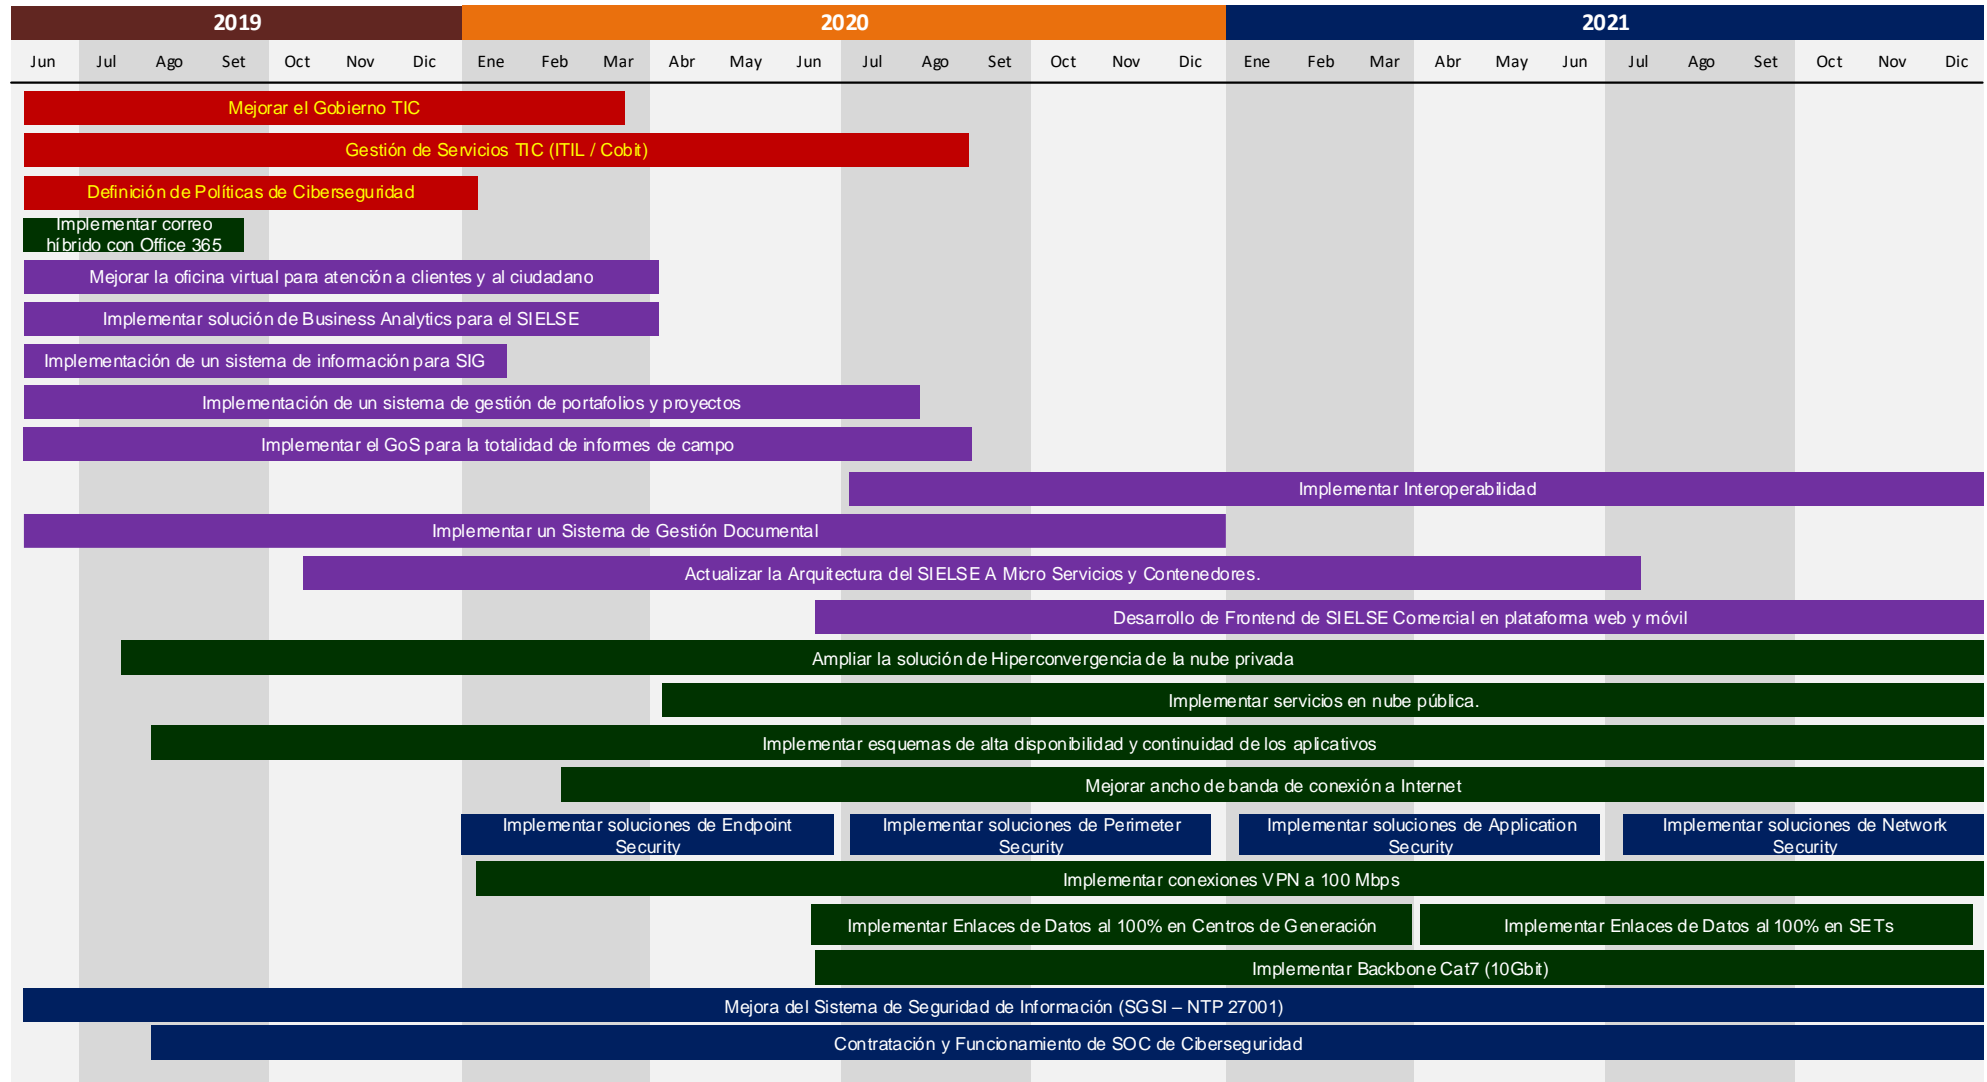 2019 2020 2021
Jun Jul Ago Set Oct Nov Dic Ene Feb Mar Abr May Jun Jul Ago Set Oct Nov Dic Ene Feb Mar Abr May Jun Jul Ago Set Oct Nov Dic
Mejorar el Gobierno TIC
Gestión de Servicios TIC (ITIL / Cobit)
Definición de Políticas de Ciberseguridad
Implementar correo
híbrido con Office 365
Mejorar la oficina virtual para atención a clientes y al ciudadano
Implementar solución de Business Analytics para el SIELSE
Implementación de un sistema de información para SIG
Implementación de un sistema de gestión de portafolios y proyectos
Implementar el GoS para la totalidad de informes de campo
Implementar Interoperabilidad
Implementar un Sistema de Gestión Documental
Actualizar la Arquitectura del SIELSE A Micro Servicios y Contenedores.
Desarrollo de Frontend de SIELSE Comercial en plataforma web y móvil
Ampliar la solución de Hiperconvergencia de la nube privada
Implementar servicios en nube pública.
Implementar esquemas de alta disponibilidad y continuidad de los aplicativos
Mejorar ancho de banda de conexión a Internet
Implementar soluciones de Endpoint
Security
Implementar soluciones de Perimeter
Security
Implementar soluciones de Application
Security
Implementar soluciones de Network
Security
Implementar conexiones VPN a 100 Mbps
Implementar Enlaces de Datos al 100% en Centros de Generación
Implementar Enlaces de Datos al 100% en SETs
Implementar Backbone Cat7 (10Gbit)
Mejora del Sistema de Seguridad de Información (SGSI – NTP 27001)
Contratación y Funcionamiento de SOC de Ciberseguridad